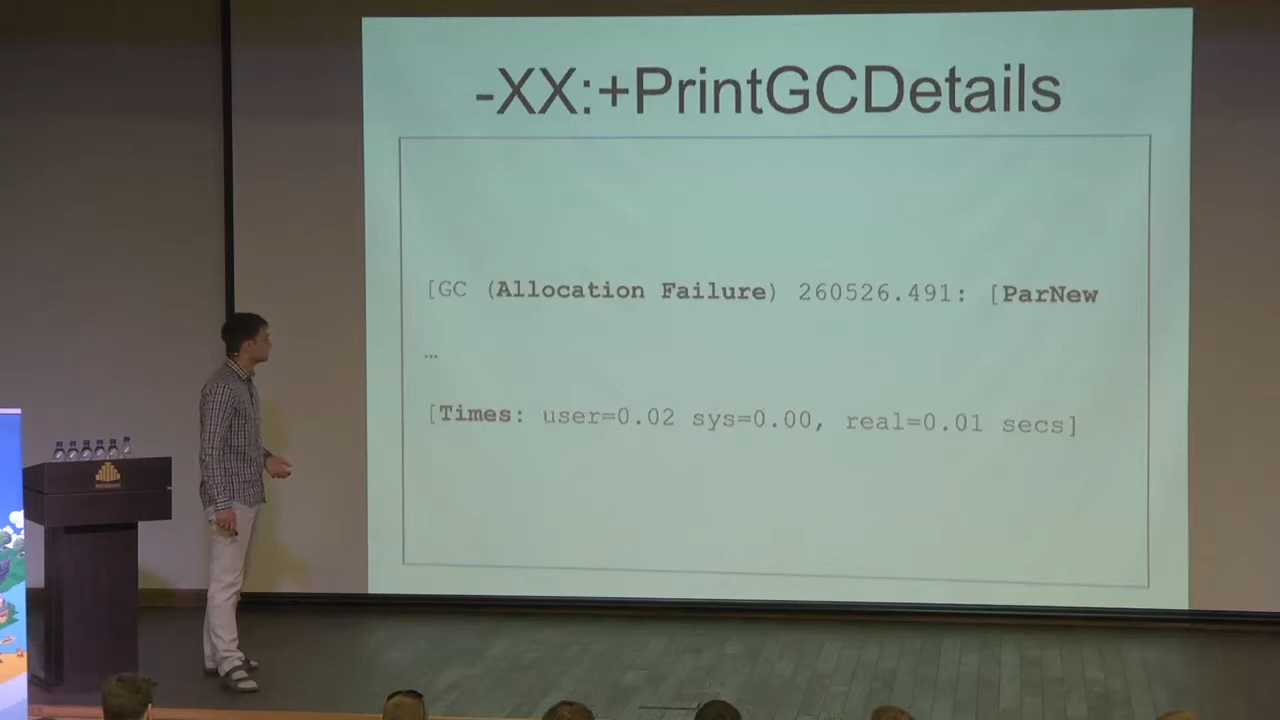 -XX:+PrintGCDetails
[GC (Allocation Failure) 260526.491: [ParNew
…
[Times: user=0.02 sys=0.00, real=0.01 secs]